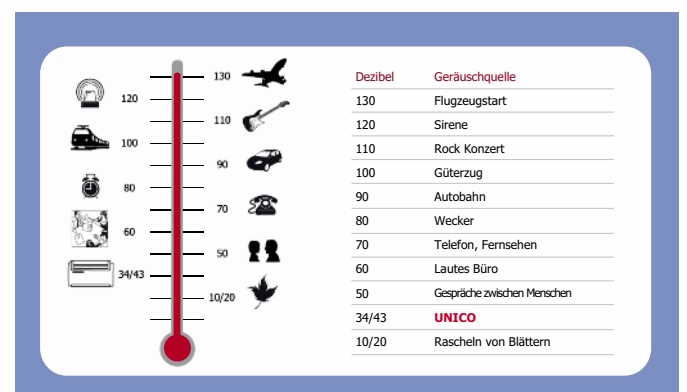 130
120
110
100
90
80
70
60
50
34/43
10/20
Dezibel Geräuschquelle
130 Flugzeugstart
120 Sirene
110 Rock Konzert
100 Güterzug
90 Autobahn
80 Wecker
70 Telefon, Fernsehen
60 Lautes Büro
50 Gespräche zwischen Menschen
34/43 UNICO
10/20 Rascheln von Blättern